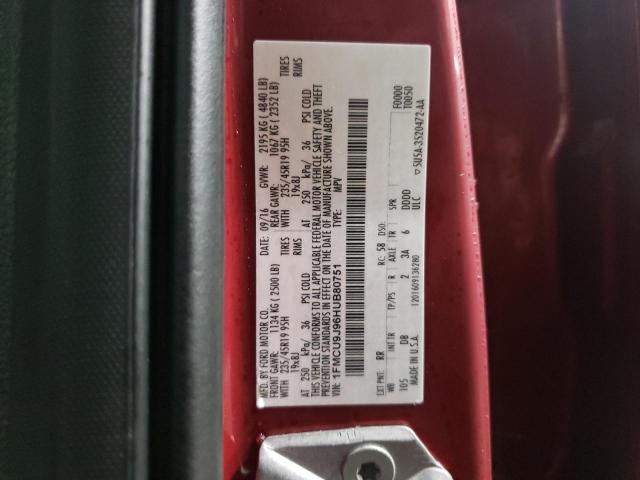 MFD. BY FORD MOTOR CO. DATE: 09/16 GVWR: 2195 KG ( 4840 LB)
FRONT GAWR: 1134 KG ( 2500 LB) REAR GAWR: 1067 KG ( 2352 LB)
WITH TIRES WITH TIRES
235/45R19 95H 235/45R19 95H
19x8J RIMS 19x8J RIMS
AT 250 kPa/ 36 PSI COLD AT 250 kPa/ 36 PSI COLD
THIS VEHICLE CONFORMS TO ALL APPLICABLE FEDERAL MOTOR VEHICLE SAFETY AND THEFT
PREVENTION STANDARDS IN EFFECT ON THE DATE OF MANUFACTURE SHOWN ABOVE.
VIN: 1FMCU9J96HUB80751 TYPE: MPV
EXT PNT: RR RC: 58 DSO: F0000
WB INT TR TP/PS R AXLE TR SPR T0050
105 DB 2 3A 6 DDDD
MADE IN U.S.A. 1201609136280 ULC ▽ 5U5A-3520472-AA